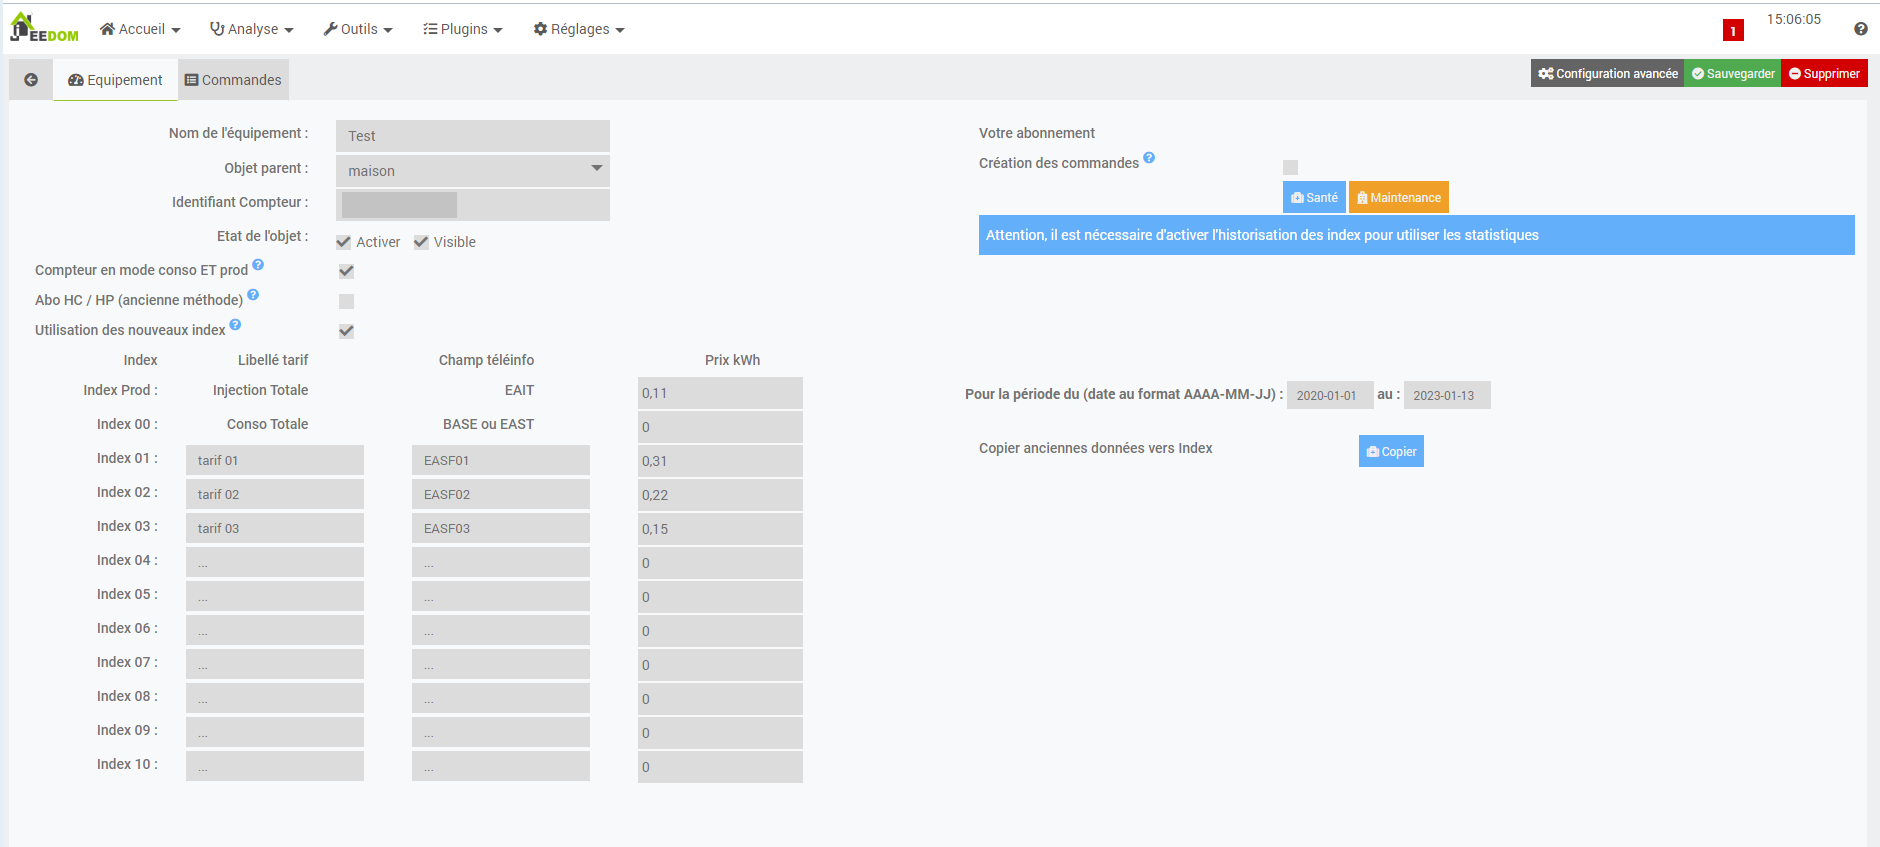 JEEDOM Accueil Analyse Outils Plugins Réglages 1 15:06:05
Equipement Commandes Configuration avancée Sauvegarder Supprimer
Nom de l'équipement : Test
Objet parent : maison
Identifiant Compteur :
Etat de l'objet : Activer Visible
Compteur en mode conso ET prod
Abo HC / HP (ancienne méthode)
Utilisation des nouveaux index
Votre abonnement
Création des commandes
Santé Maintenance
Attention, il est nécessaire d'activer l'historisation des index pour utiliser les statistiques
Index Libellé tarif Champ téléinfo Prix kWh
Index Prod : Injection Totale EAIT 0,11
Index 00 : Conso Totale BASE ou EAST 0
Index 01 : tarif 01 EASF01 0,31
Index 02 : tarif 02 EASF02 0,22
Index 03 : tarif 03 EASF03 0,15
Index 04 : ... ... 0
Index 05 : ... ... 0
Index 06 : ... ... 0
Index 07 : ... ... 0
Index 08 : ... ... 0
Index 09 : ... ... 0
Index 10 : ... ... 0
Pour la période du (date au format AAAA-MM-JJ) : 2020-01-01 au : 2023-01-13
Copier anciennes données vers Index Copier